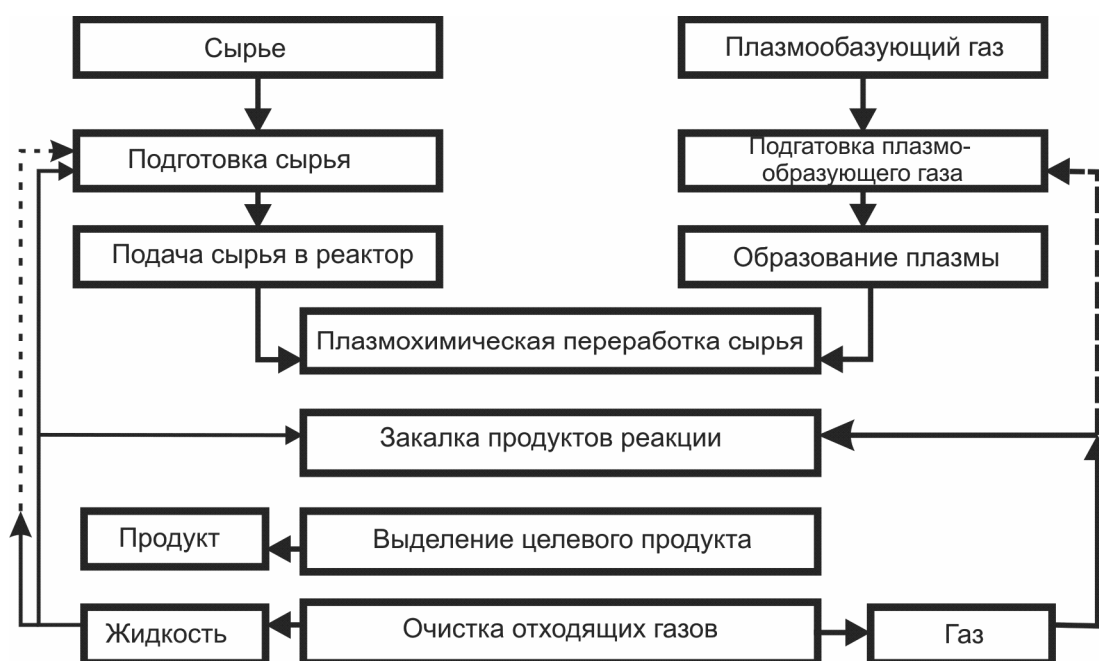 Сырье
Плазмообазующий газ
Подготовка сырья
Подгатовка плазмо-
образующего газа
Подача сырья в реактор
Образование плазмы
Плазмохимическая переработка сырья
Закалка продуктов реакции
Продукт
Выделение целевого продукта
Жидкость
Очистка отходящих газов
Газ